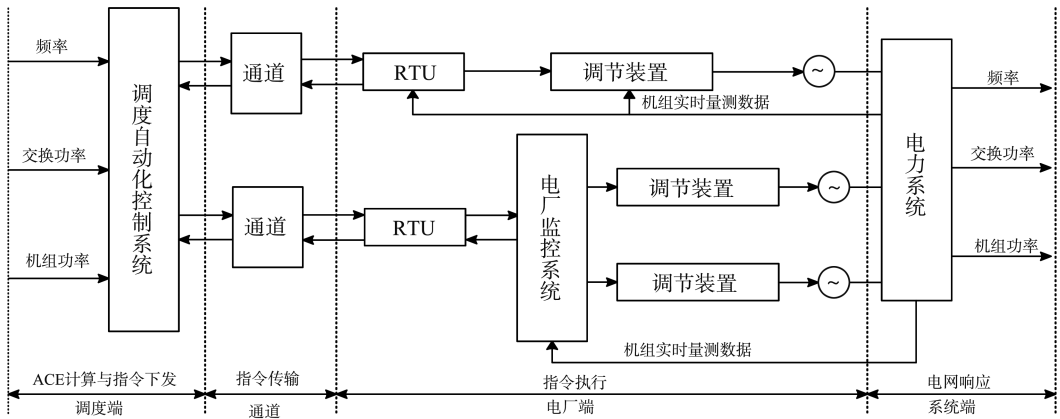 频率
交换功率
机组功率
调度自动化控制系统
通道
RTU
调节装置
~
机组实时量测数据
通道
RTU
电厂监控系统
调节装置
~
调节装置
~
机组实时量测数据
电力系统
频率
交换功率
机组功率
ACE计算与指令下发
调度端
指令传输
通道
指令执行
电厂端
电网响应
系统端